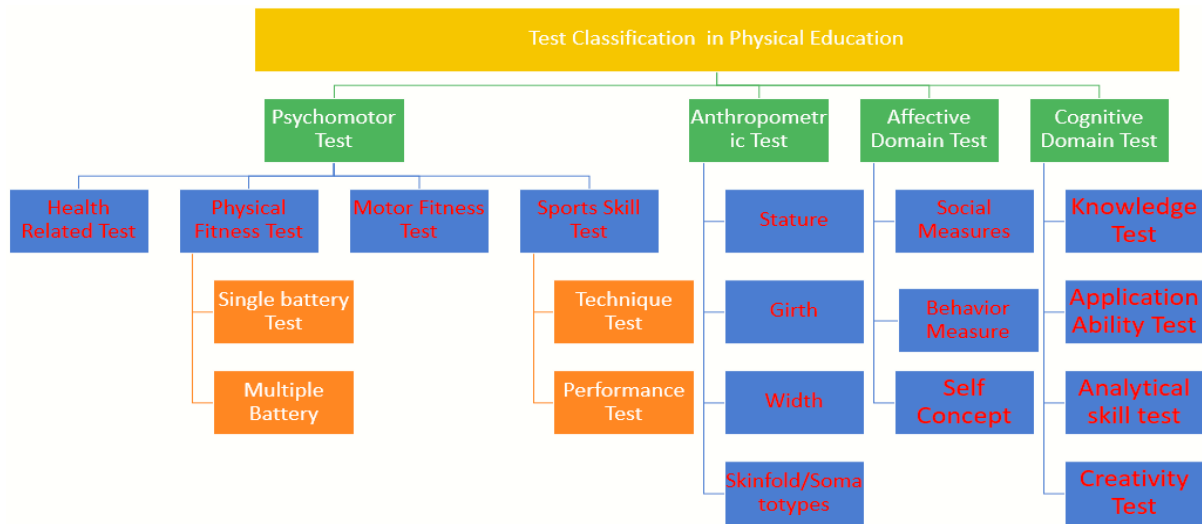 Test Classification in Physical Education
Psychomotor
Test
Anthropometr
ic Test
Affective
Domain Test
Cognitive
Domain Test
Health
Related Test
Physical
Fitness Test
Motor Fitness
Test
Sports Skill
Test
Single battery
Test
Multiple
Battery
Technique
Test
Performance
Test
Stature
Girth
Width
Skinfold/Soma
totypes
Social
Measures
Behavior
Measure
Self
Concept
Knowledge
Test
Application
Ability Test
Analytical
skill test
Creativity
Test